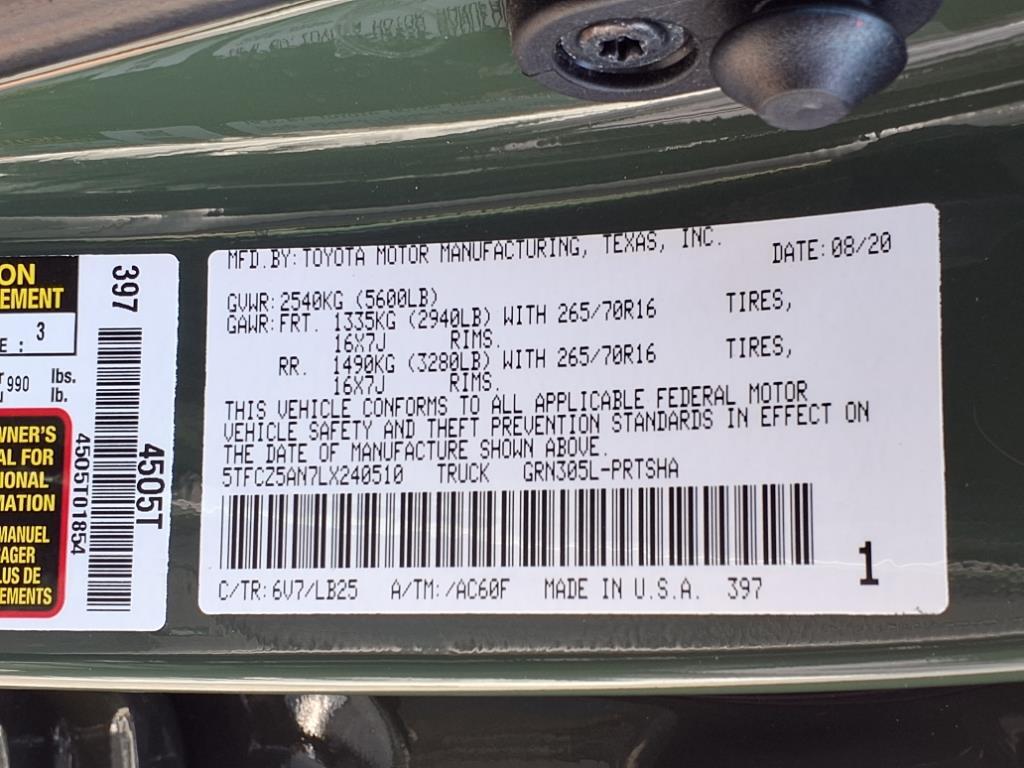 ON
EMENT
E : 3
990 lbs.
lb.
WNER'S
AL FOR
IONAL
MATION
MANUEL
AGER
LUS DE
EMENTS
397
4505T
4505T01854
MFD.BY: TOYOTA MOTOR MANUFACTURING, TEXAS, INC. DATE: 08/20
GVWR: 2540KG (5600LB)
GAWR: FRT. 1335KG (2940LB) WITH 265/70R16 TIRES,
16X7J RIMS.
RR. 1490KG (3280LB) WITH 265/70R16 TIRES,
16X7J RIMS.
THIS VEHICLE CONFORMS TO ALL APPLICABLE FEDERAL MOTOR
VEHICLE SAFETY AND THEFT PREVENTION STANDARDS IN EFFECT ON
THE DATE OF MANUFACTURE SHOWN ABOVE.
5TFCZ5AN7LX240510 TRUCK GRN305L-PRTSHA
1
C/TR: 6V7/LB25 A/TM: /AC60F MADE IN U.S.A. 397